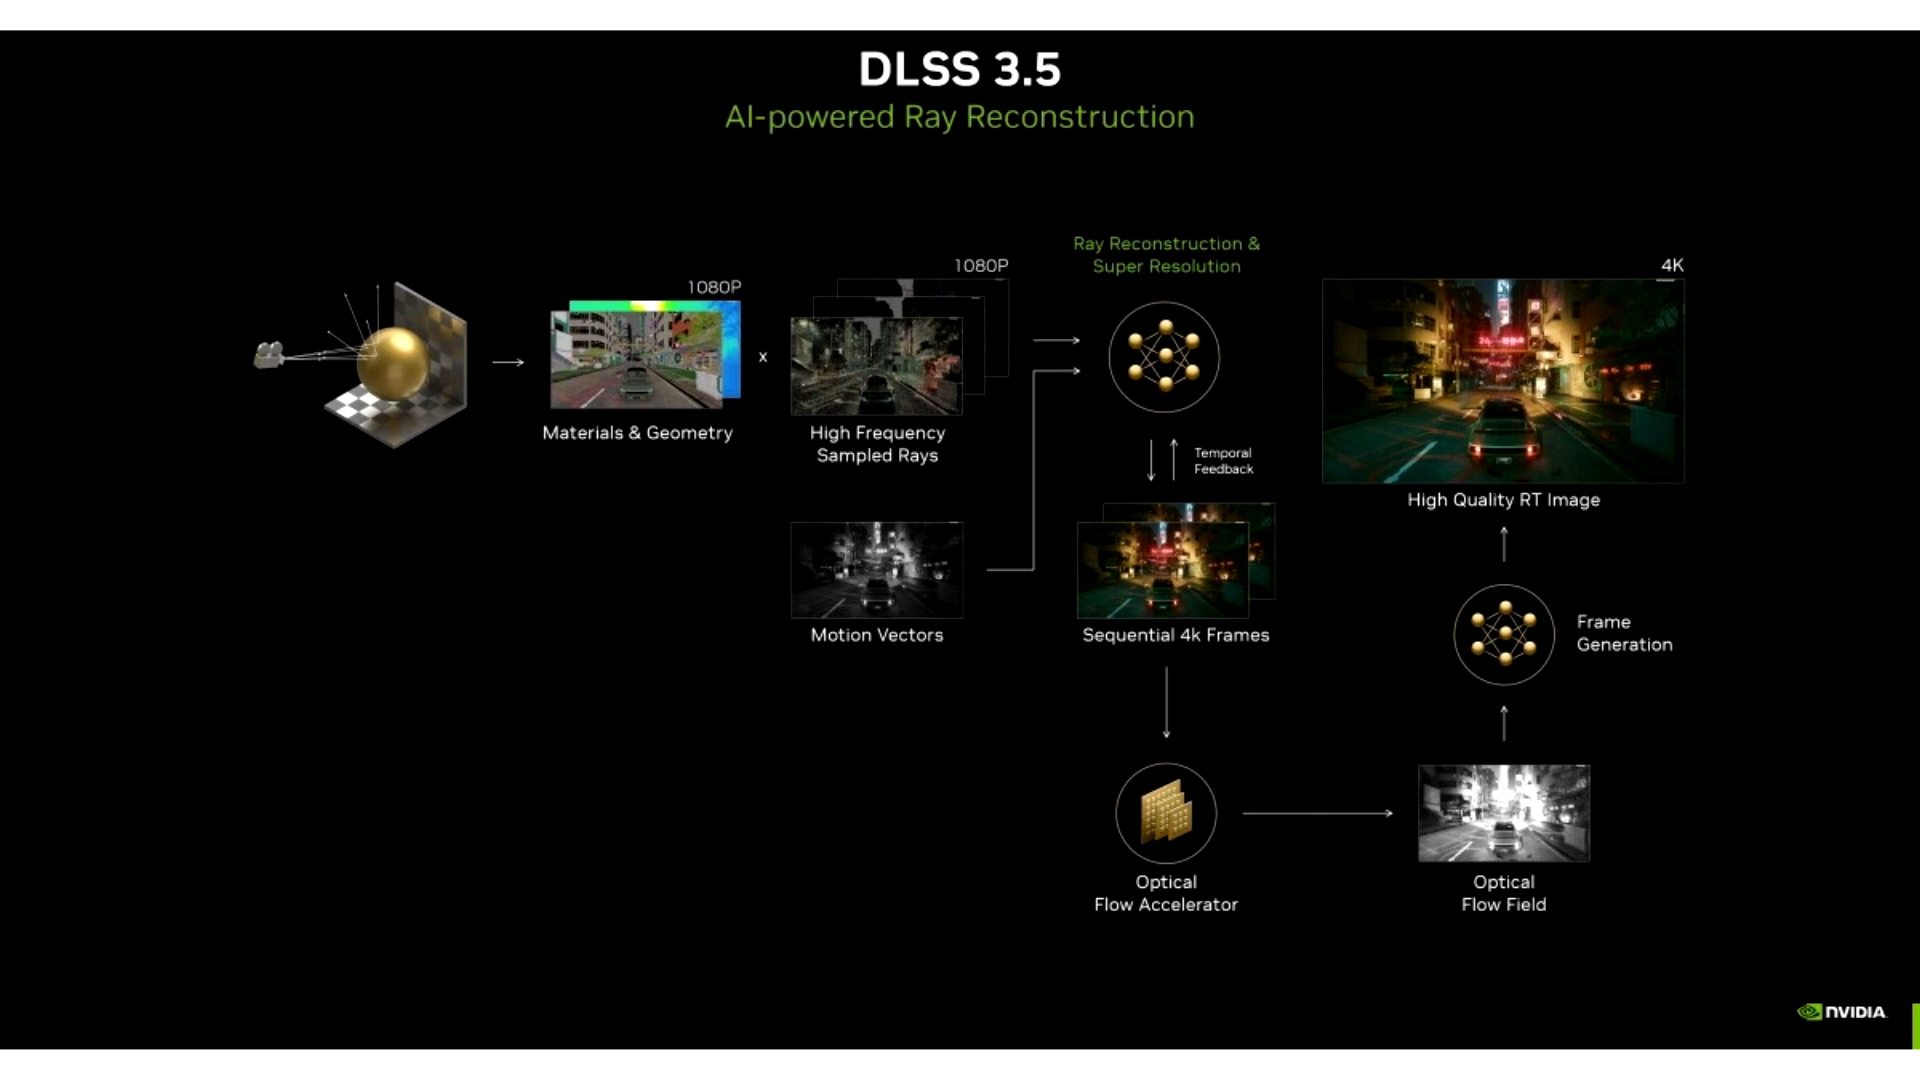 DLSS 3.5
AI-powered Ray Reconstruction
1080P
Materials & Geometry
x
1080P
High Frequency
Sampled Rays
Motion Vectors
Ray Reconstruction &
Super Resolution
Temporal
Feedback
Sequential 4k Frames
Optical
Flow Accelerator
Optical
Flow Field
Frame
Generation
4K
High Quality RT Image
NVIDIA